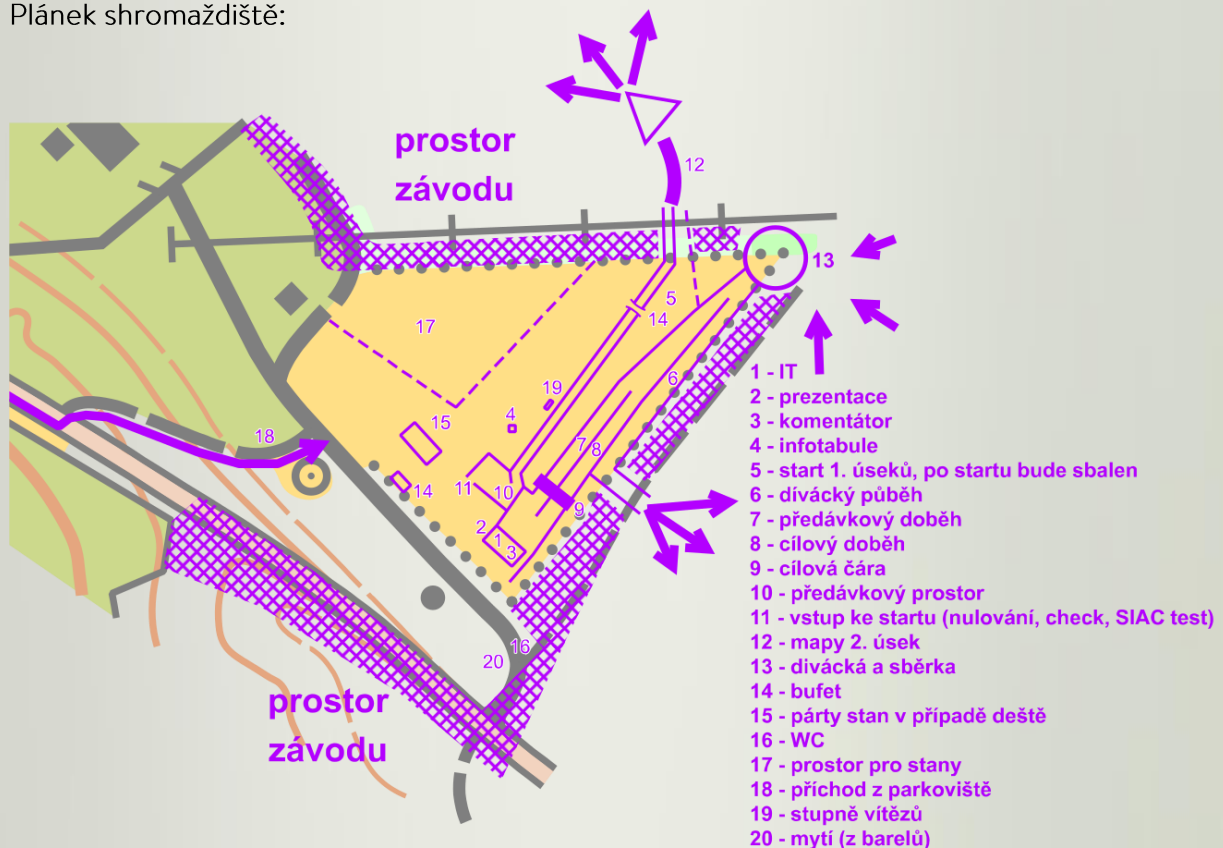 Plánek shromaždiště:
prostor
závodu
12
13
5
14
17
6
19
4
15
7
18
8
11
10
14
9
2
1
3
16
20
prostor
závodu
1 - IT
2 - prezentace
3 - komentátor
4 - infotabule
5 - start 1. úseků, po startu bude sbalen
6 - dívácký půběh
7 - předávkový doběh
8 - cílový doběh
9 - cílová čára
10 - předávkový prostor
11 - vstup ke startu (nulování, check, SIAC test)
12 - mapy 2. úsek
13 - divácká a sběrka
14 - bufet
15 - párty stan v případě deště
16 - WC
17 - prostor pro stany
18 - příchod z parkoviště
19 - stupně vítězů
20 - mytí (z barelů)